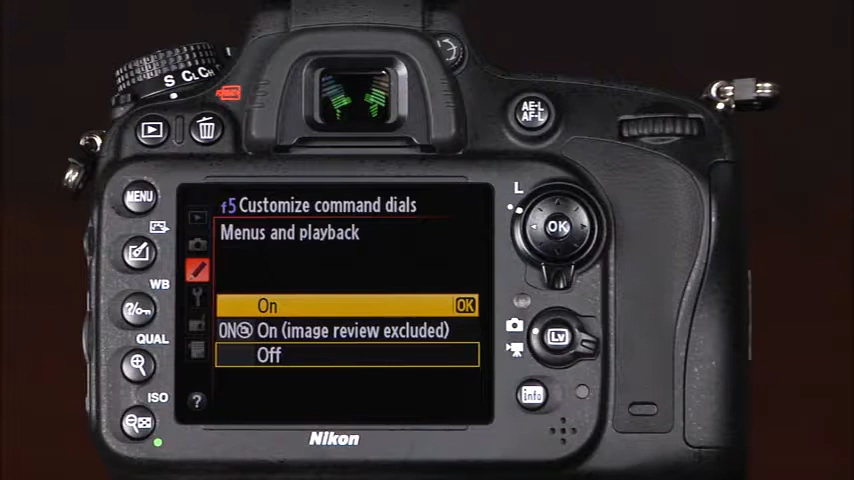 S CL CH
AE-L
AF-L
MENU
L
OK
f5 Customize command dials
Menus and playback
On OK
ON On (image review excluded)
Off
WB
?/
QUAL
ISO
Lv
info
?
Nikon